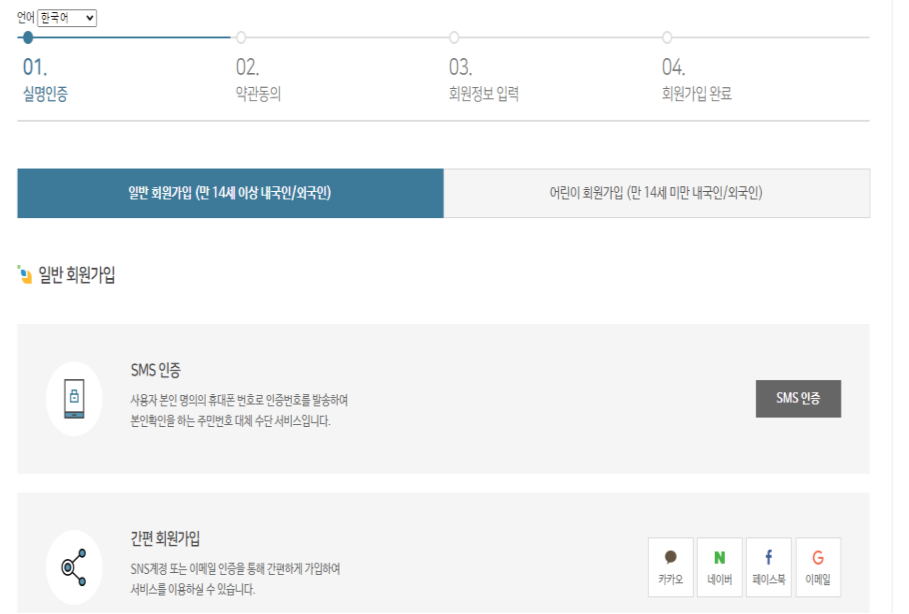 언어 한국어
01.
실명인증
02.
약관동의
03.
회원정보 입력
04.
회원가입 완료
일반 회원가입 (만 14세 이상 내국인/외국인)
어린이 회원가입 (만 14세 미만 내국인/외국인)
일반 회원가입
SMS 인증
사용자 본인 명의의 휴대폰 번호로 인증번호를 발송하여
본인확인을 하는 주민번호 대체 수단 서비스입니다.
SMS 인증
간편 회원가입
SNS계정 또는 이메일 인증을 통해 간편하게 가입하여
서비스를 이용하실 수 있습니다.
카카오
N
네이버
f
페이스북
G
이메일